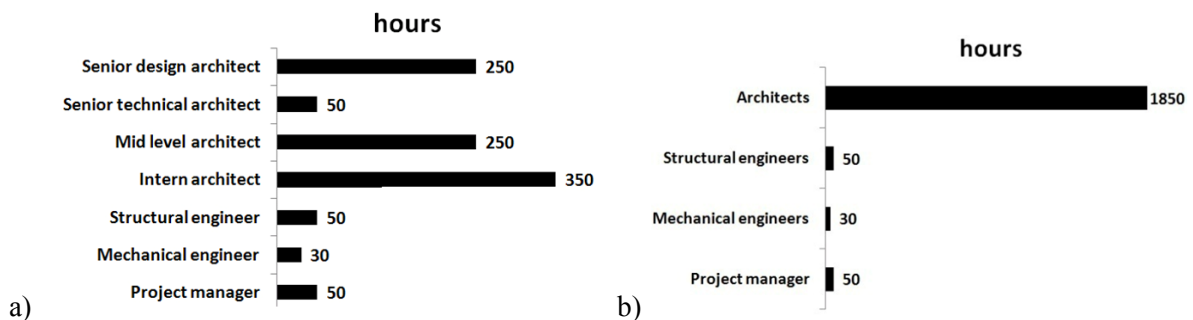 hours
Senior design architect 250
Senior technical architect 50
Mid level architect 250
Intern architect 350
Structural engineer 50
Mechanical engineer 30
Project manager 50
a)
hours
Architects 1850
Structural engineers 50
Mechanical engineers 30
Project manager 50
b)